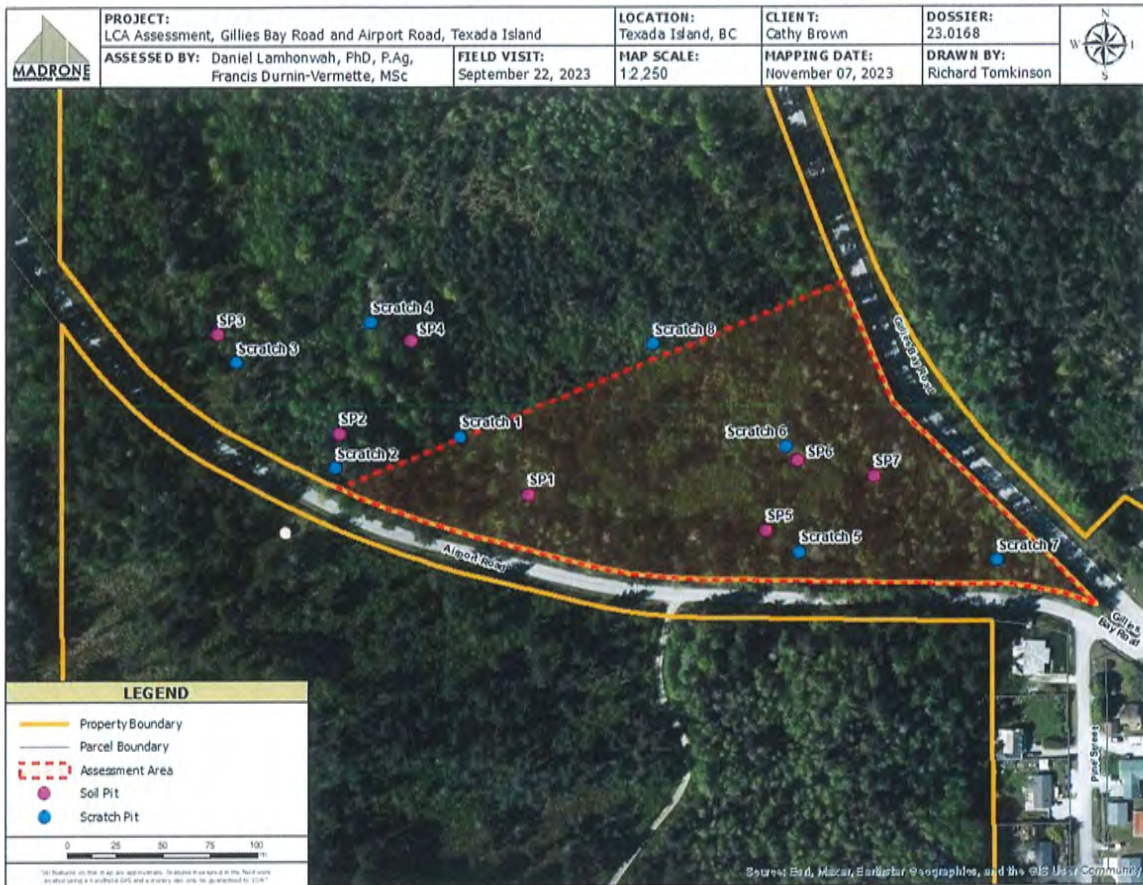 MADRONE
PROJECT:
LCA Assessment, Gillies Bay Road and Airport Road, Texada Island
LOCATION:
Texada Island, BC
CLIENT:
Cathy Brown
DOSSIER:
23.0168
ASSESSED BY: Daniel Lamhonwah, PhD, P.Ag,
Francis Durnin-Vermette, MSc
FIELD VISIT:
September 22, 2023
MAP SCALE:
1:2,250
MAPPING DATE:
November 07, 2023
DRAWN BY:
Richard Tomkinson
N
W
E
S
SP3
Scratch 4
SP4
Scratch 3
Scratch 8
Gillies Bay Road
SP2
Scratch 1
Scratch 2
Scratch 6
SP6
SP7
SP1
SP5
Scratch 5
Scratch 7
Airport Road
Gillies
Bay Road
Pine Street
LEGEND
Property Boundary
Parcel Boundary
Assessment Area
Soil Pit
Scratch Pit
0 50 100
m
Source: Esri, Maxar, Earthstar Geographics, and the GIS User Community